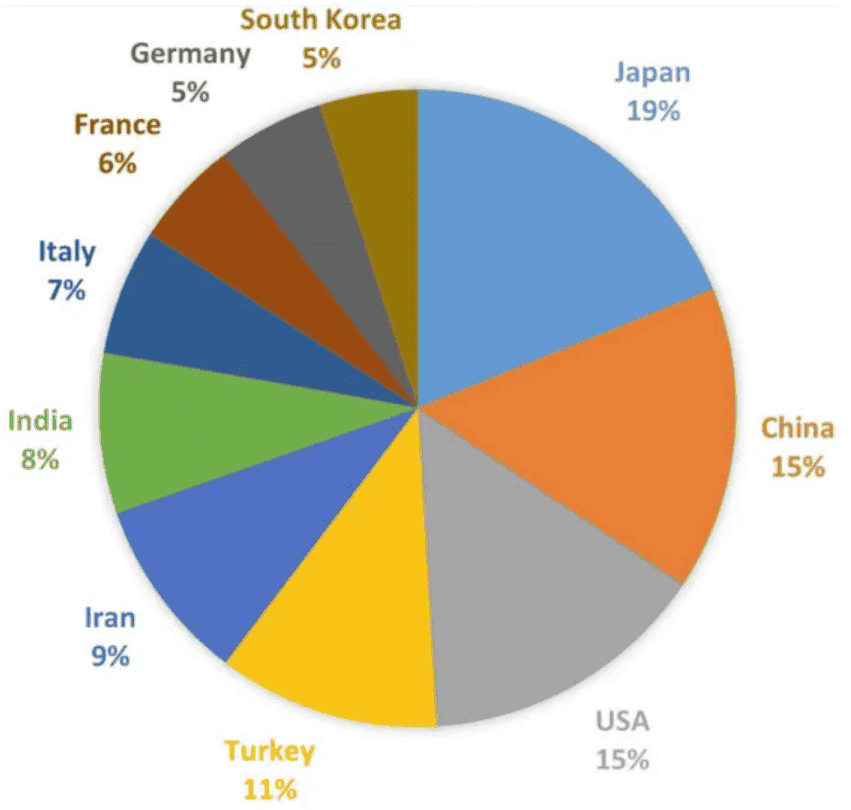 South Korea
5%
Japan
19%
China
15%
USA
15%
Turkey
11%
Iran
9%
India
8%
Italy
7%
France
6%
Germany
5%